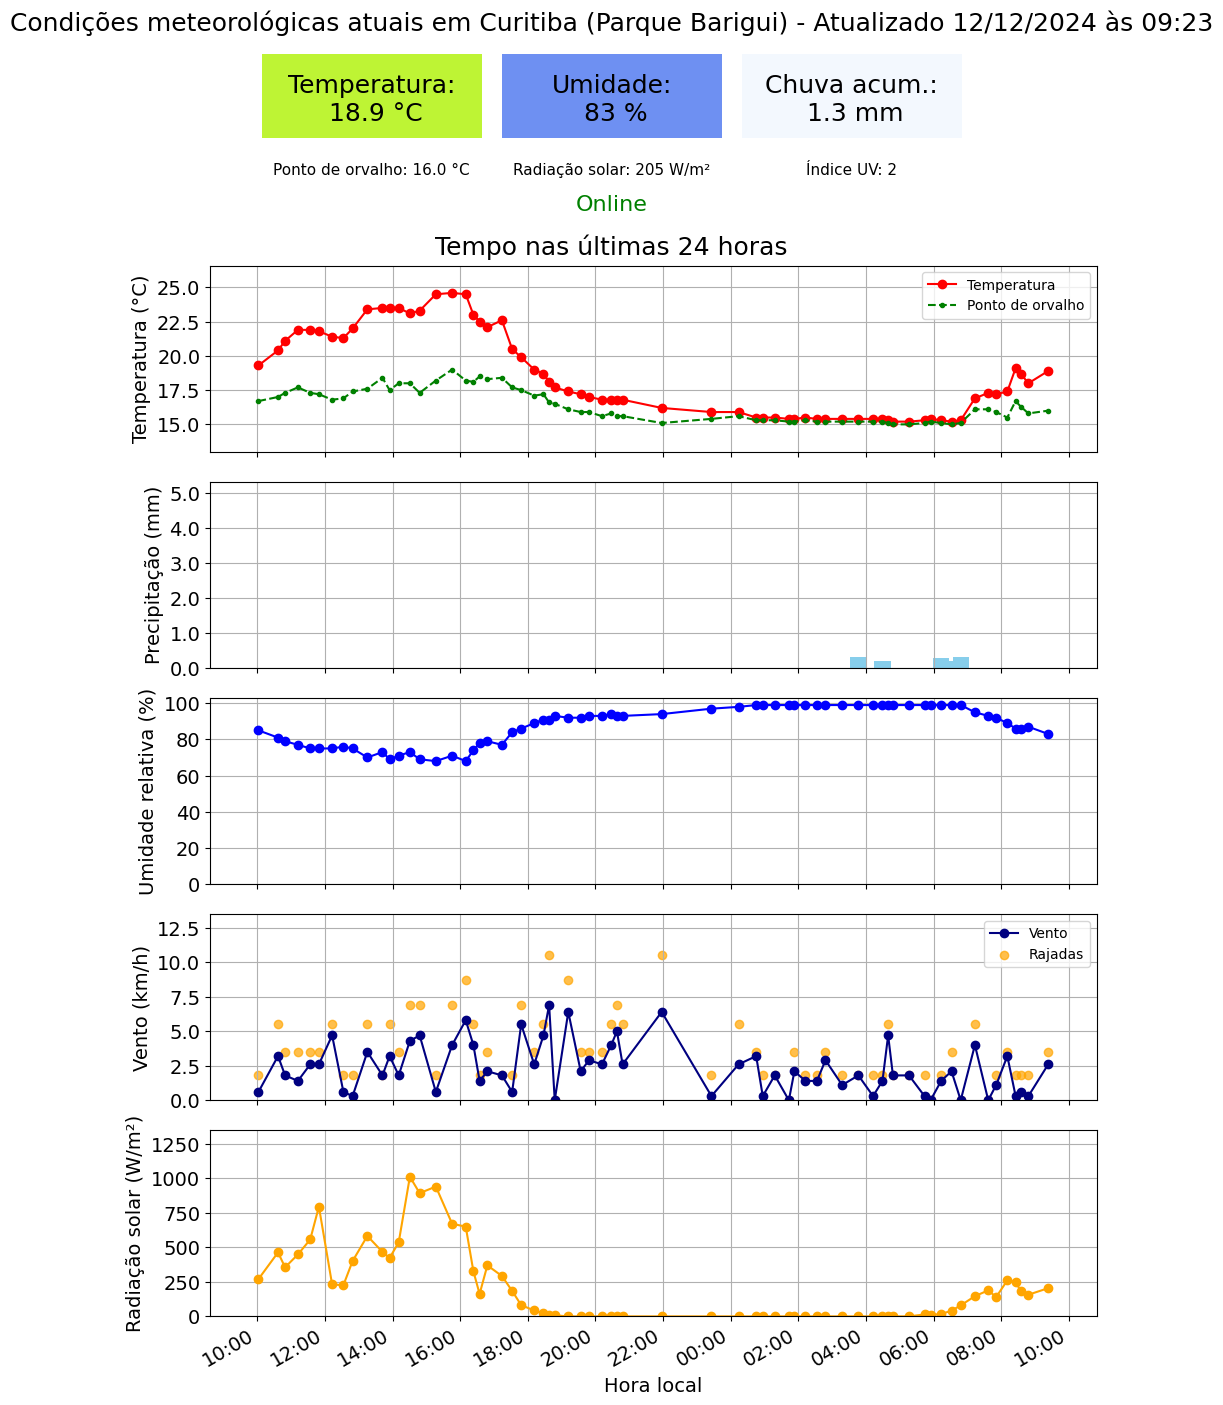 Condições meteorológicas atuais em Curitiba (Parque Barigui) - Atualizado 12/12/2024 às 09:23
Temperatura:
18.9 °C
Umidade:
83 %
Chuva acum.:
1.3 mm
Ponto de orvalho: 16.0 °C
Radiação solar: 205 W/m²
Índice UV: 2
Online
Tempo nas últimas 24 horas
Temperatura (°C)
25.0
22.5
20.0
17.5
15.0
Temperatura
Ponto de orvalho
Precipitação (mm)
5.0
4.0
3.0
2.0
1.0
0.0
Umidade relativa (%)
100
80
60
40
20
0
Vento (km/h)
12.5
10.0
7.5
5.0
2.5
0.0
Vento
Rajadas
Radiação solar (W/m²)
1250
1000
750
500
250
0
10:00
12:00
14:00
16:00
18:00
20:00
22:00
00:00
02:00
04:00
06:00
08:00
10:00
Hora local